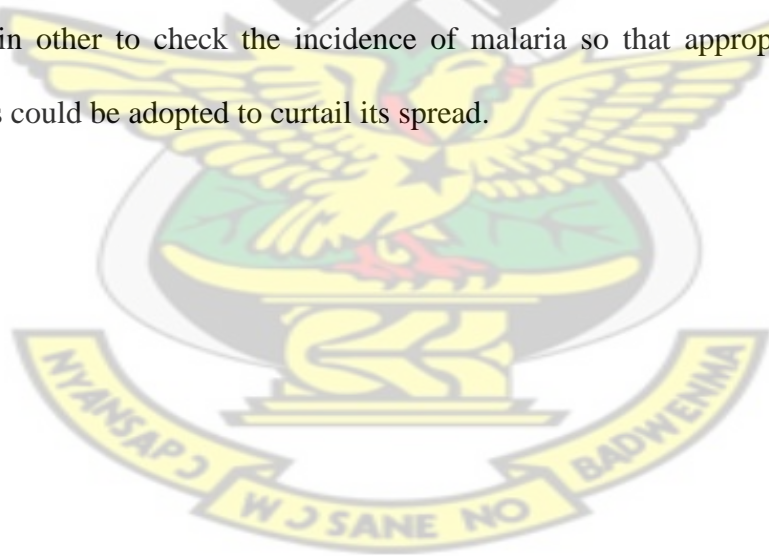 in other to check the incidence of malaria so that approp
s could be adopted to curtail its spread.
NYANSAPƆ WƆSANE NO BADWENMA